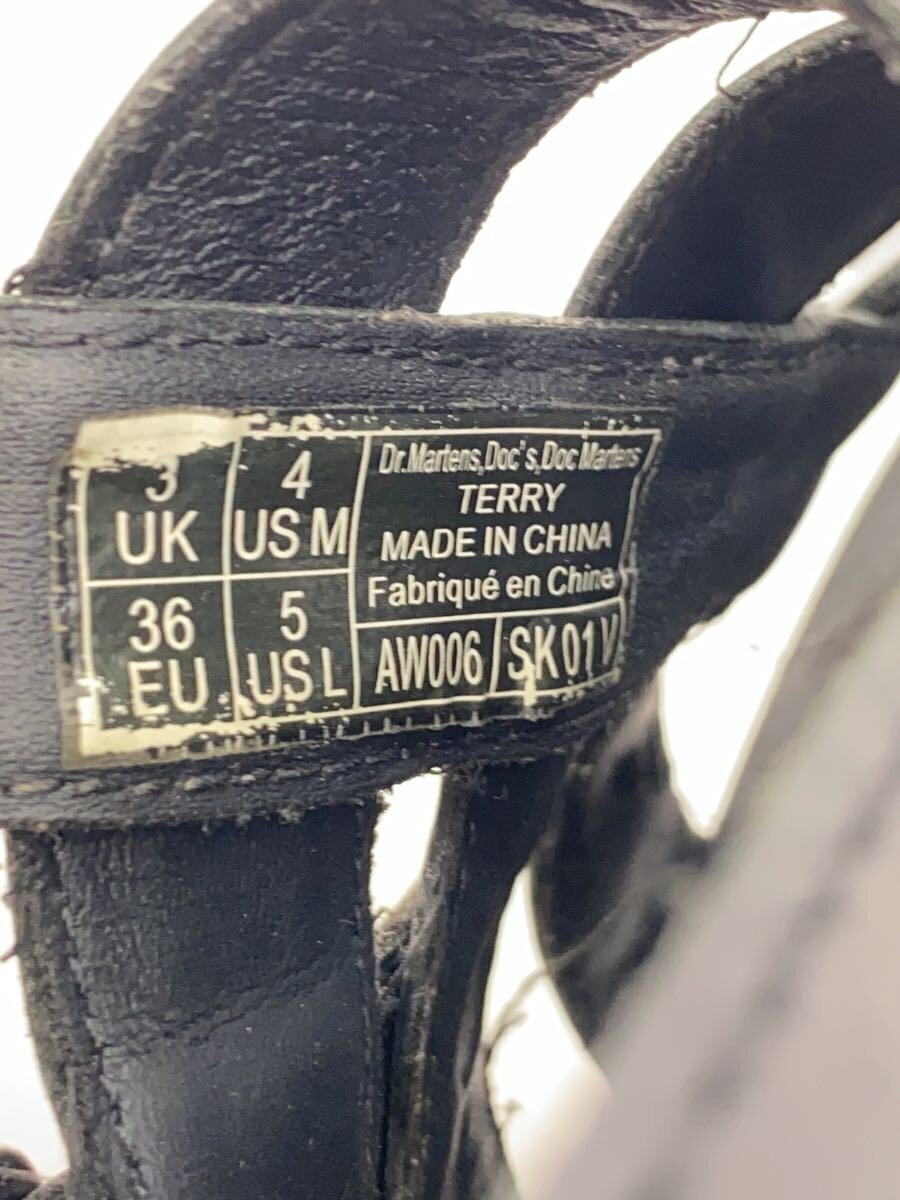 3
UK
4
US M
36
EU
5
US L
Dr.Martens,Doc's,Doc Martens
TERRY
MADE IN CHINA
Fabriqué en Chine
AW006
SK01V